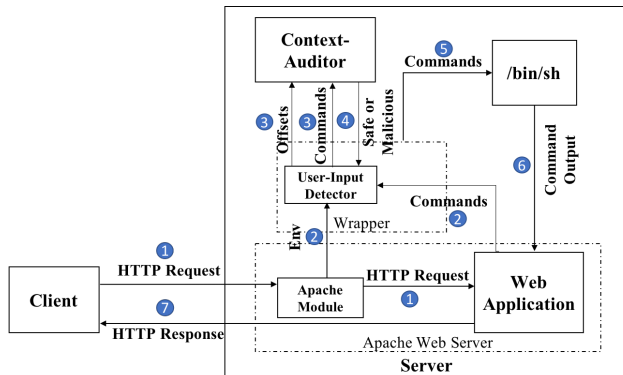 Context-
Auditor
5
Commands
/bin/sh
3
Offsets
3
Commands
4
Safe or
Malicious
6
Command
Output
User-Input
Detector
Commands
2
Wrapper
Env
2
1
HTTP Request
Client
Apache
Module
HTTP Request
1
Web
Application
7
HTTP Response
Apache Web Server
Server